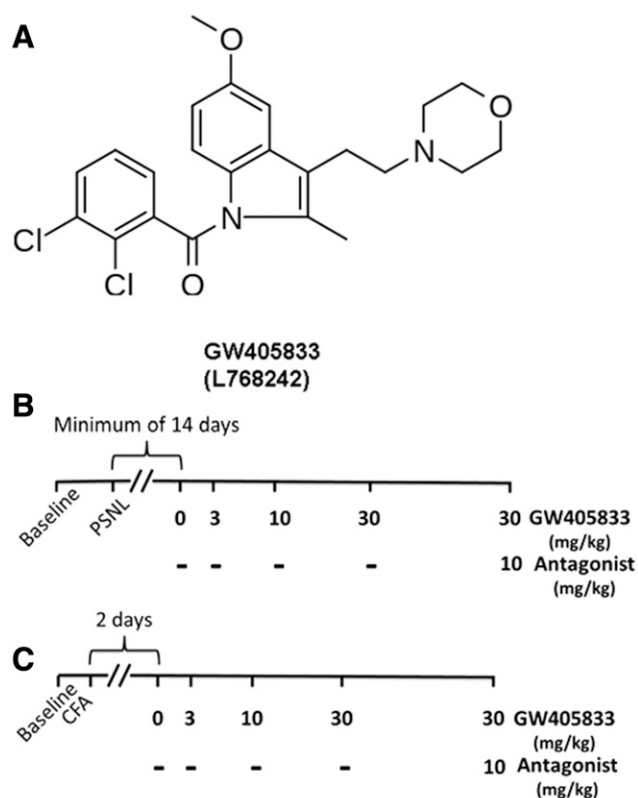 A
O
O
N
N
Cl
Cl
O
GW405833
(L768242)
B
Minimum of 14 days
Baseline
PSNL
0 3 10 30 30 GW405833
(mg/kg)
- - - - 10 Antagonist
(mg/kg)
C
2 days
Baseline
CFA
0 3 10 30 30 GW405833
(mg/kg)
- - - - 10 Antagonist
(mg/kg)